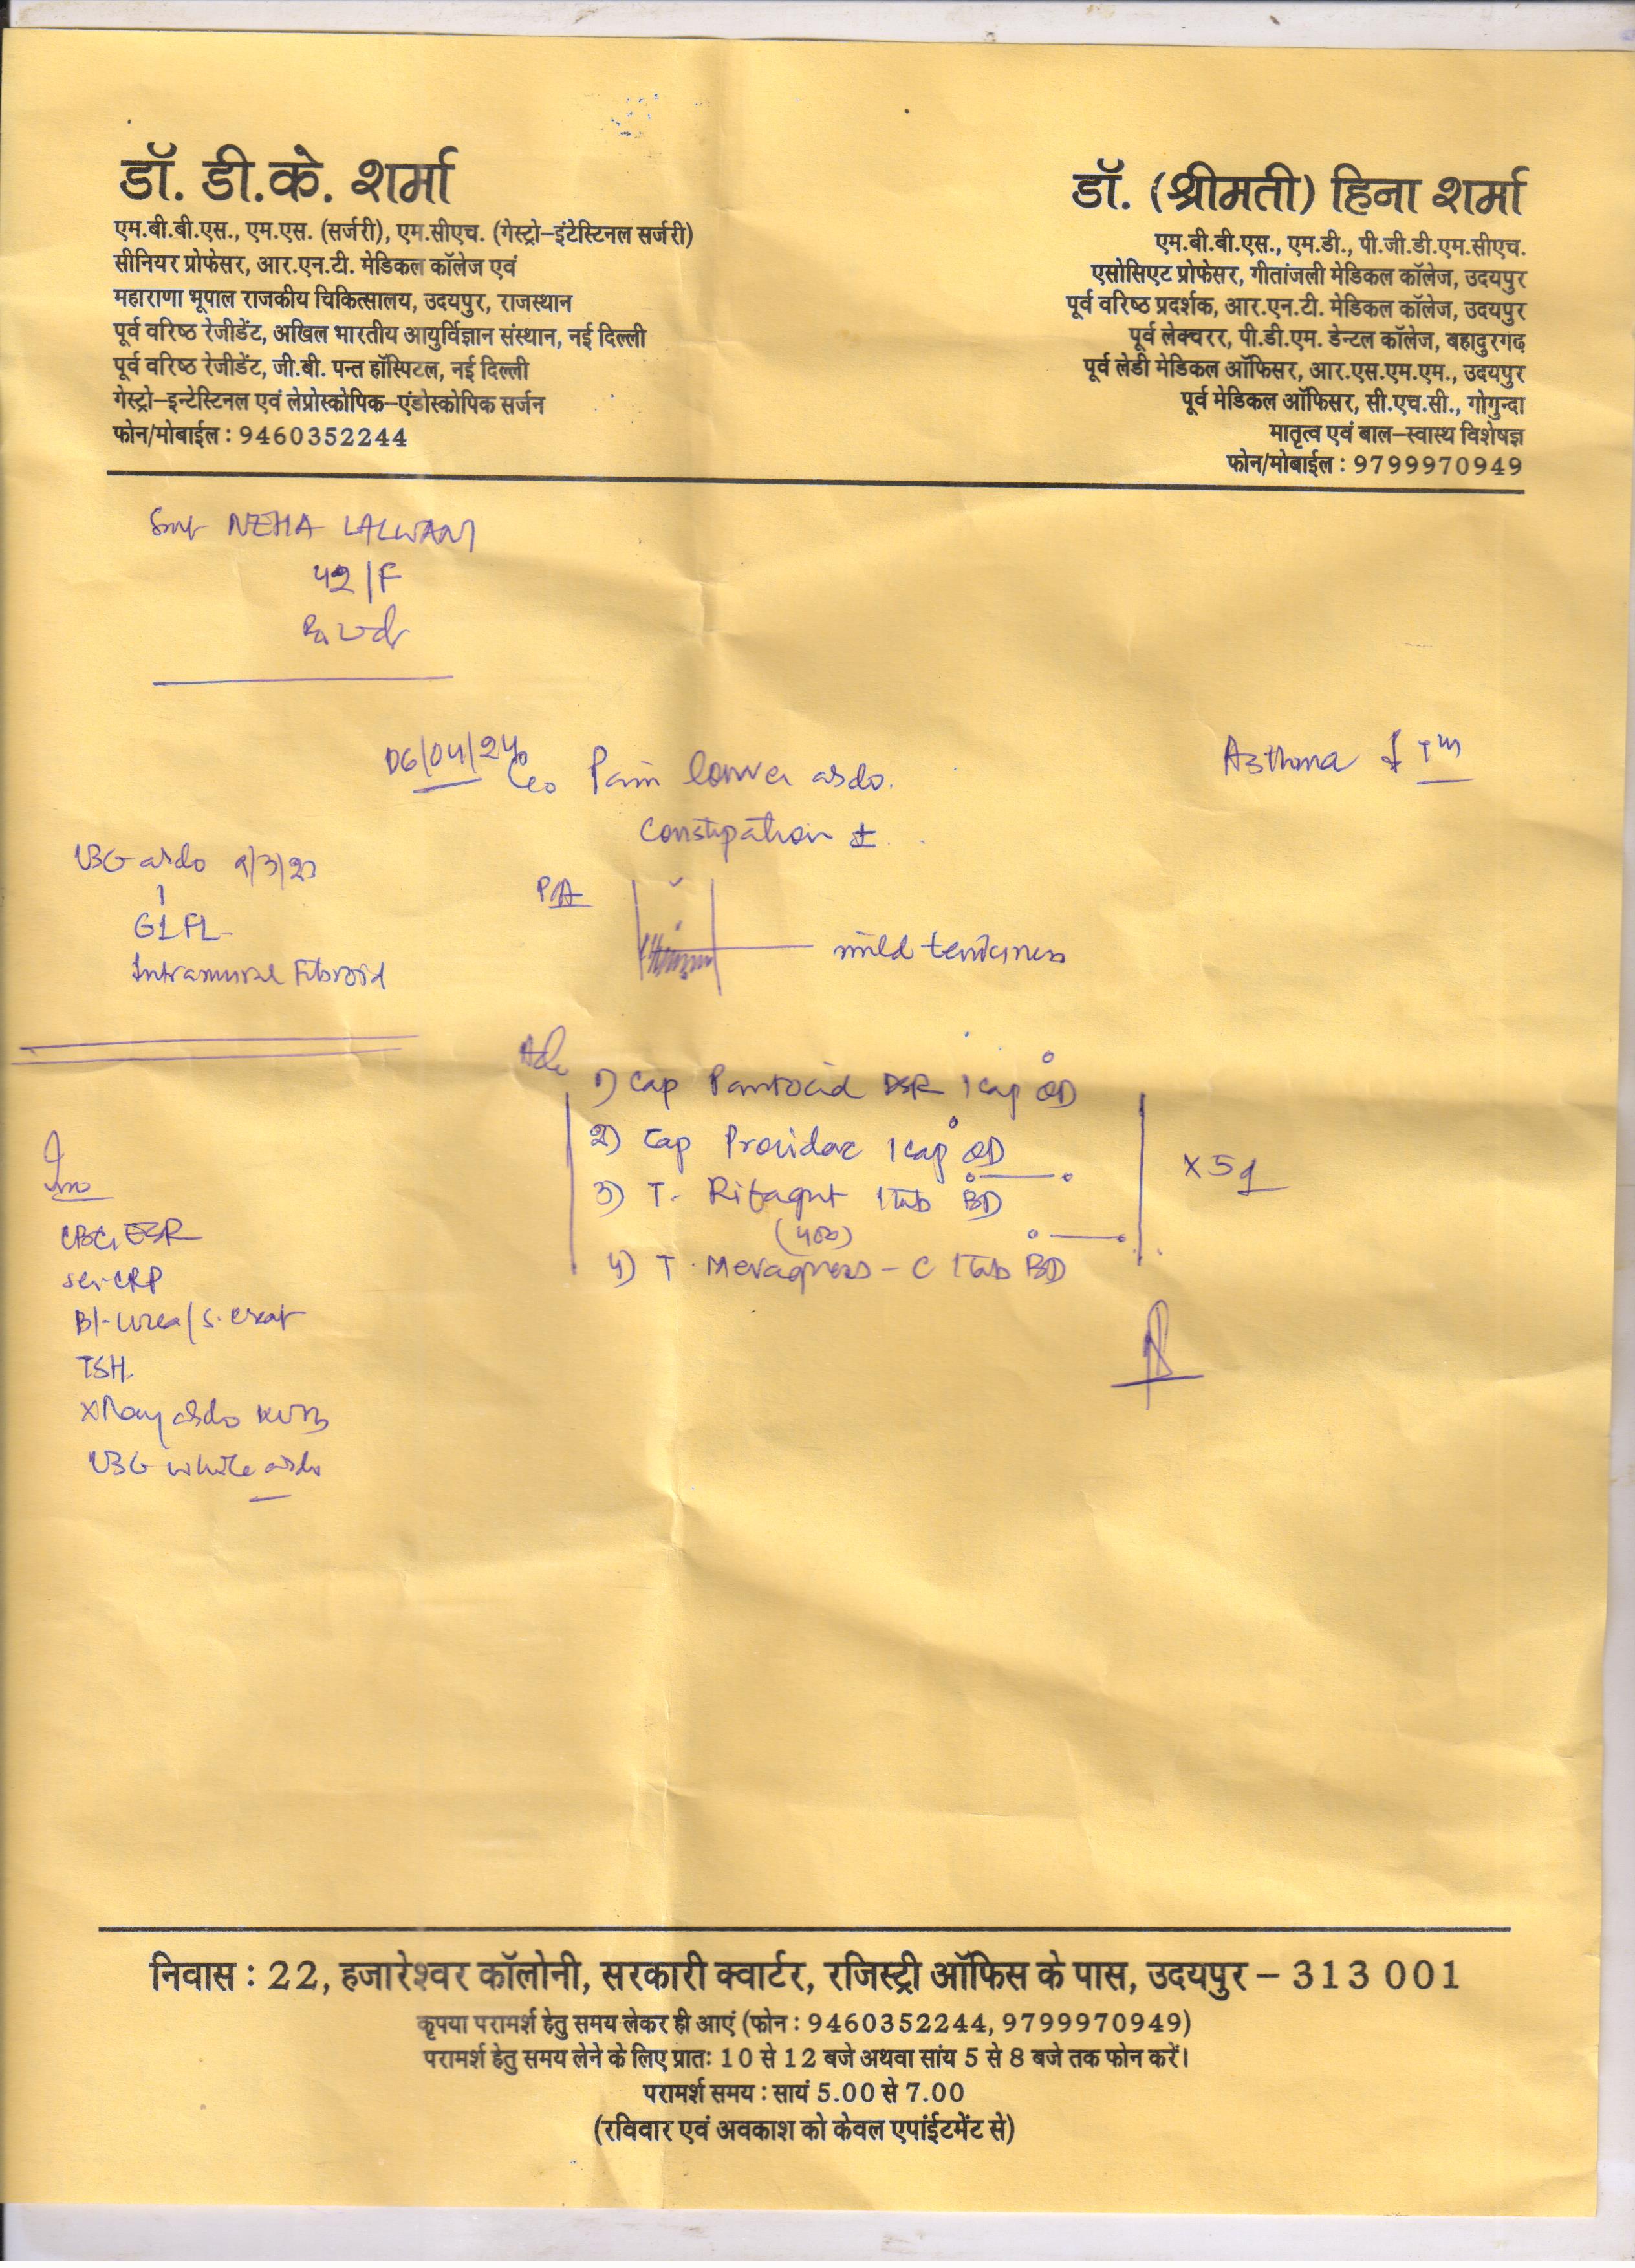 डॉ. डी.के. शर्मा
एम.बी.बी.एस., एम.एस. (सर्जरी), एम.सीएच. (गेस्ट्रो-इंटेस्टिनल सर्जरी)
सीनियर प्रोफेसर, आर.एन.टी. मेडिकल कॉलेज एवं
महाराणा भूपाल राजकीय चिकित्सालय, उदयपुर, राजस्थान
पूर्व वरिष्ठ रेजीडेंट, अखिल भारतीय आयुर्विज्ञान संस्थान, नई दिल्ली
पूर्व वरिष्ठ रेजीडेंट, जी.बी. पन्त हॉस्पिटल, नई दिल्ली
गेस्ट्रो-इन्टेस्टिनल एवं लेप्रोस्कोपिक-एंडोस्कोपिक सर्जन
फोन/मोबाईल : 9460352244
डॉ. (श्रीमती) हिना शर्मा
एम.बी.बी.एस., एम.डी., पी.जी.डी.एम.सीएच.
एसोसिएट प्रोफेसर, गीतांजली मेडिकल कॉलेज, उदयपुर
पूर्व वरिष्ठ प्रदर्शक, आर.एन.टी. मेडिकल कॉलेज, उदयपुर
पूर्व लेक्चरर, पी.डी.एम. डेन्टल कॉलेज, बहादुरगढ़
पूर्व लेडी मेडिकल ऑफिसर, आर.एस.एम.एम., उदयपुर
पूर्व मेडिकल ऑफिसर, सी.एच.सी., गोगुन्दा
मातृत्व एवं बाल-स्वास्थ विशेषज्ञ
फोन/मोबाईल : 9799970949
Smt NEHA LALWANI
42/F
06/04/24
C/o Pain lower abdo.
Constipation ±
Asthma
USG abdo 9/3/23
G1 FL
Intramural Fibroid
P/A
mild tenderness
Adv
1) Cap Pantocid DSR 1 cap OD
2) Cap Providac 1 cap OD
3) T. Rifagut 1 tab BD
(400)
4) T. Mevagness - C 1 Tab BD
x 5 d
Inv
CBC, ESR
ser CRP
Bl. urea/S. creat
TSH
X Ray abdo KUB
USG whole abdo
निवास : 22, हजारेश्वर कॉलोनी, सरकारी क्वार्टर, रजिस्ट्री ऑफिस के पास, उदयपुर – 313 001
कृपया परामर्श हेतु समय लेकर ही आएं (फोन : 9460352244, 9799970949)
परामर्श हेतु समय लेने के लिए प्रातः 10 से 12 बजे अथवा सांय 5 से 8 बजे तक फोन करें।
परामर्श समय : सायं 5.00 से 7.00
(रविवार एवं अवकाश को केवल एपांईटमेंट से)